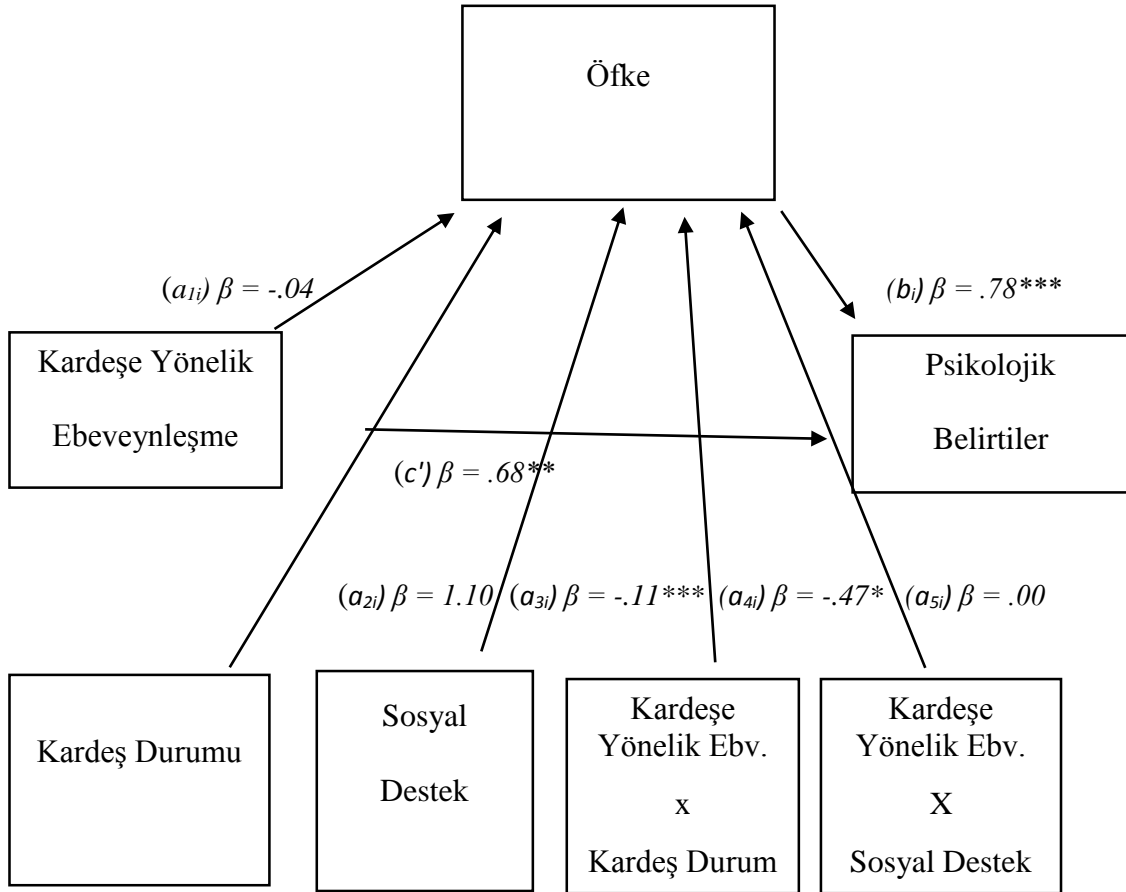 Öfke
(a1i) β = -.04
(bi) β = .78***
Kardeşe Yönelik
Ebeveynleşme
Psikolojik
Belirtiler
(c') β = .68**
(a2i) β = 1.10
(a3i) β = -.11***
(a4i) β = -.47*
(a5i) β = .00
Kardeş Durumu
Sosyal
Destek
Kardeşe
Yönelik Ebv.
x
Kardeş Durum
Kardeşe
Yönelik Ebv.
X
Sosyal Destek